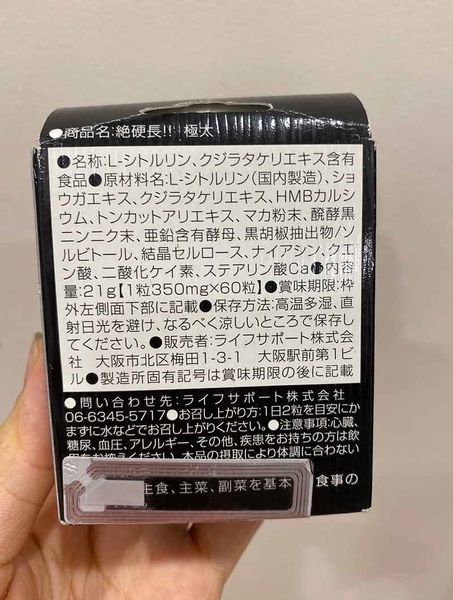 ●商品名:絶硬長!! 極太
●名称:L-シトルリン、クジラタケリエキス含有
食品●原材料名:L-シトルリン(国内製造)、ショ
ウガエキス、クジラタケリエキス、HMBカルシ
ウム、トンカットアリエキス、マカ粉末、醗酵黒
ニンニク末、亜鉛含有酵母、黒胡椒抽出物/ソ
ルビトール、結晶セルロース、ナイアシン、クエ
ン酸、二酸化ケイ素、ステアリン酸Ca●内容
量:21g【1粒350mg×60粒】●賞味期限:枠
外左側面下部に記載●保存方法:高温多湿、直
射日光を避け、なるべく涼しいところで保存し
てください。●販売者:ライフサポート株式会
社 大阪市北区梅田1-3-1 大阪駅前第1ビ
ル●製造所固有記号は賞味期限の後に記載
●問い合わせ先:ライフサポート株式会社
06-6345-5717●お召し上がり方:1日2粒を目安にか
まずに水などでお召し上がりください。●注意事項:心臓、
糖尿、血圧、アレルギー、その他、疾患をお持ちの方は飲
用をお控えください。本品の摂取により体調に合わない
主食、主菜、副菜を基本
食事の